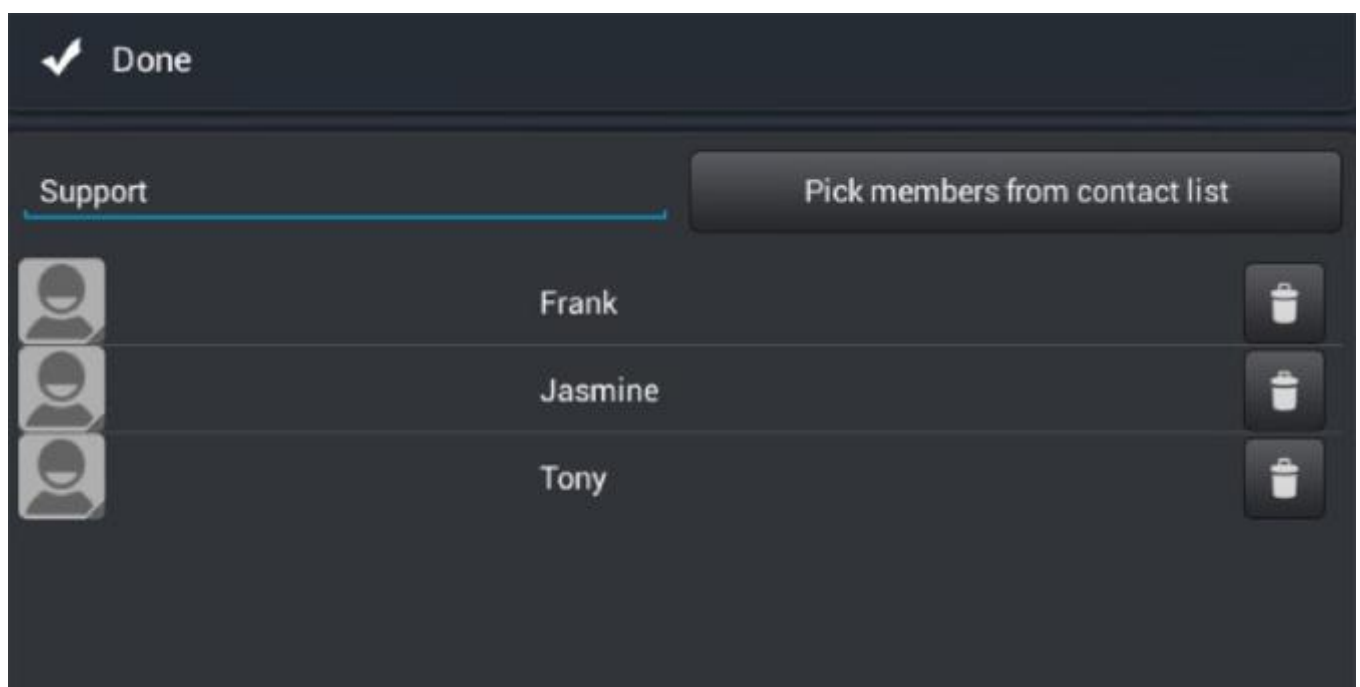 Done
Support
Pick members from contact list
Frank
Jasmine
Tony